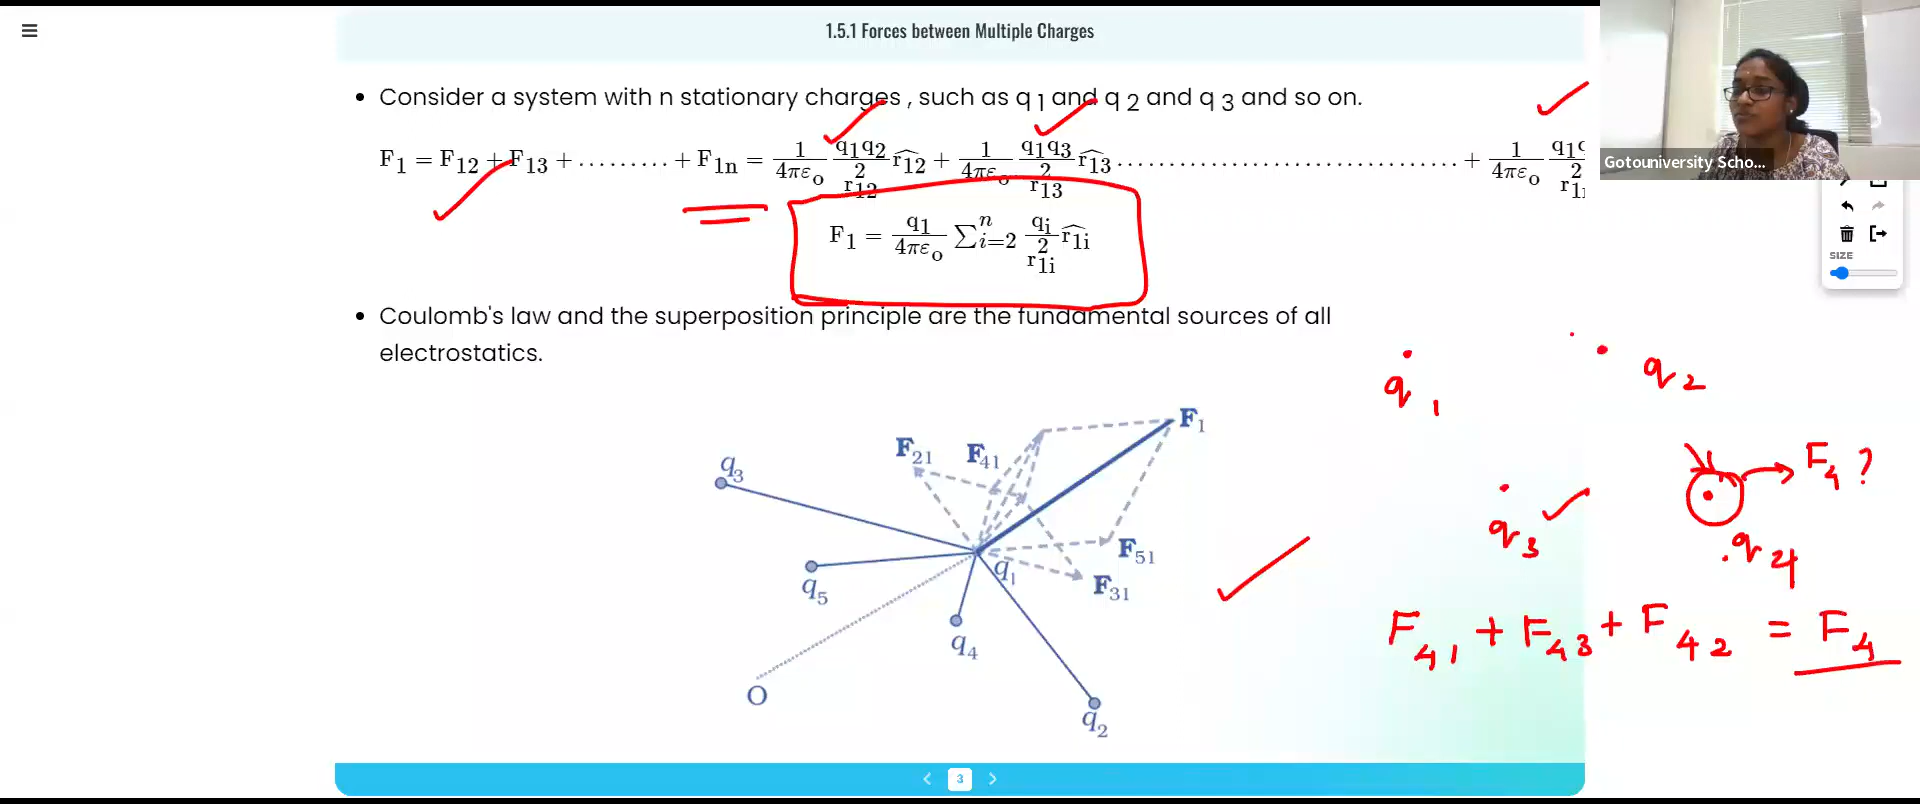 1.5.1 Forces between Multiple Charges
Consider a system with n stationary charges , such as q 1 and q 2 and q 3 and so on.
F₁ = F₁₂ + F₁₃ + ......... + F₁ₙ = 1/4πεₒ q₁q₂/r₁₂² r̂₁₂ + 1/4πεₒ q₁q₃/r₁₃² r̂₁₃ .................................. + 1/4πεₒ
F₁ = q₁/4πεₒ ∑ⁿᵢ₌₂ qᵢ/r₁ᵢ² r̂₁ᵢ
Coulomb's law and the superposition principle are the fundamental sources of all
electrostatics.
Gotouniversity Scho...
SIZE
q₁
q₂
F₄ ?
q₃
q₄
F₄₁ + F₄₃ + F₄₂ = F₄
F₁
F₂₁
F₄₁
q₃
F₅₁
q₁
F₃₁
q₅
q₄
O
q₂
< 3 >